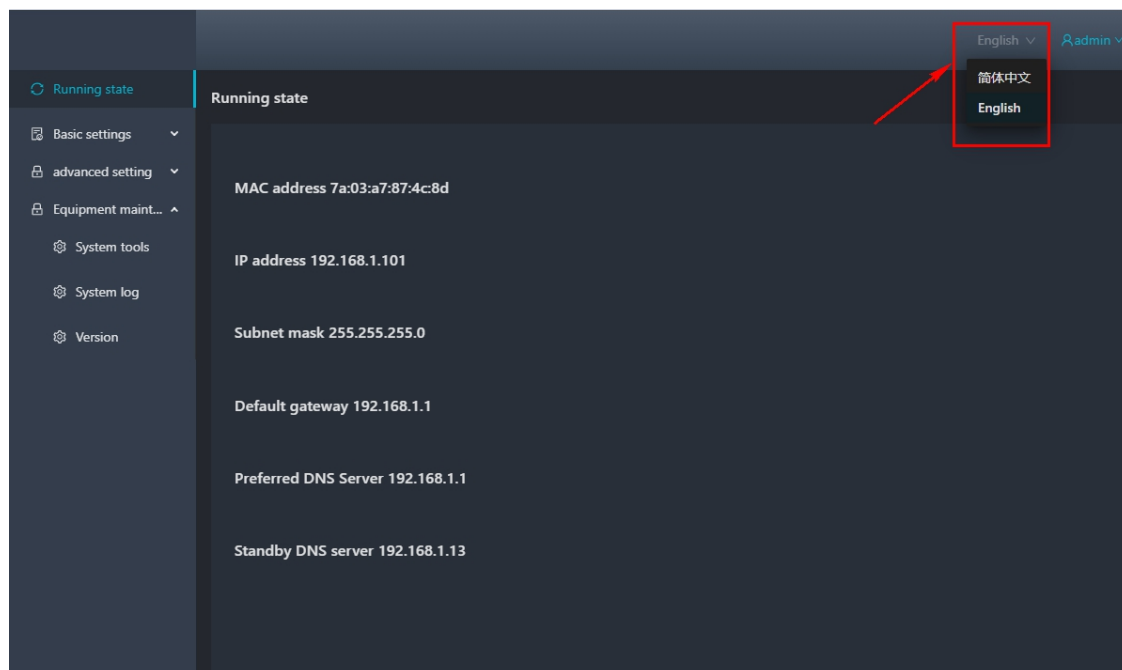 English
admin
简体中文
English
Running state
Basic settings
advanced setting
Equipment maint...
System tools
System log
Version
Running state
MAC address 7a:03:a7:87:4c:8d
IP address 192.168.1.101
Subnet mask 255.255.255.0
Default gateway 192.168.1.1
Preferred DNS Server 192.168.1.1
Standby DNS server 192.168.1.13